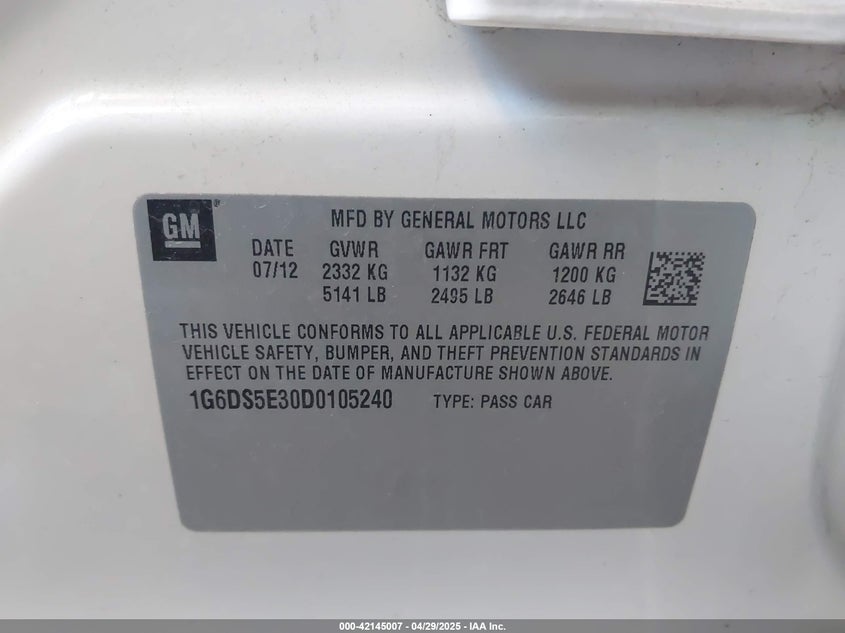 GM
MFD BY GENERAL MOTORS LLC
DATE GVWR GAWR FRT GAWR RR
07/12 2332 KG 1132 KG 1200 KG
5141 LB 2495 LB 2646 LB
THIS VEHICLE CONFORMS TO ALL APPLICABLE U.S. FEDERAL MOTOR
VEHICLE SAFETY, BUMPER, AND THEFT PREVENTION STANDARDS IN
EFFECT ON THE DATE OF MANUFACTURE SHOWN ABOVE.
1G6DS5E30D0105240 TYPE: PASS CAR
000-42145007 - 04/29/2025 - IAA Inc.